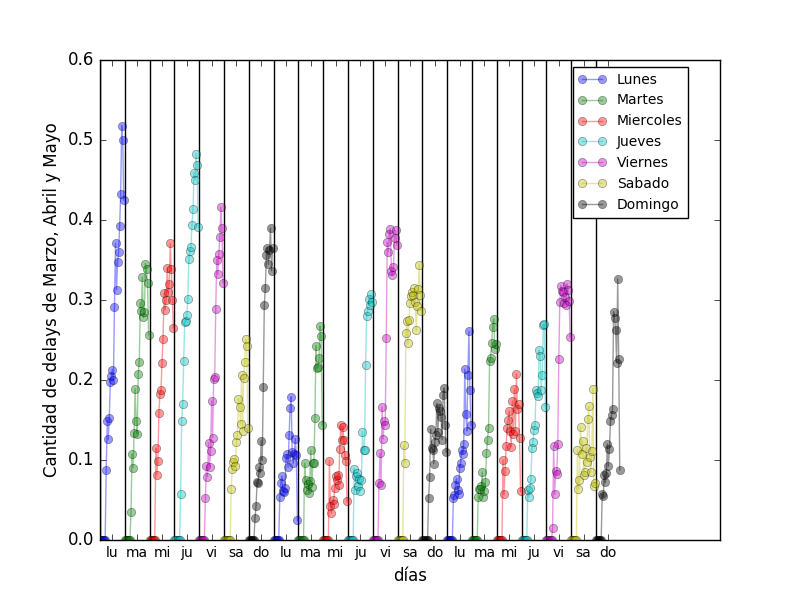 Cantidad de delays de Marzo, Abril y Mayo
0.6
0.5
0.4
0.3
0.2
0.1
0.0
Lunes
Martes
Miercoles
Jueves
Viernes
Sabado
Domingo
lu ma mi ju vi sa do lu ma mi ju vi sa do lu ma mi ju vi sa do
días